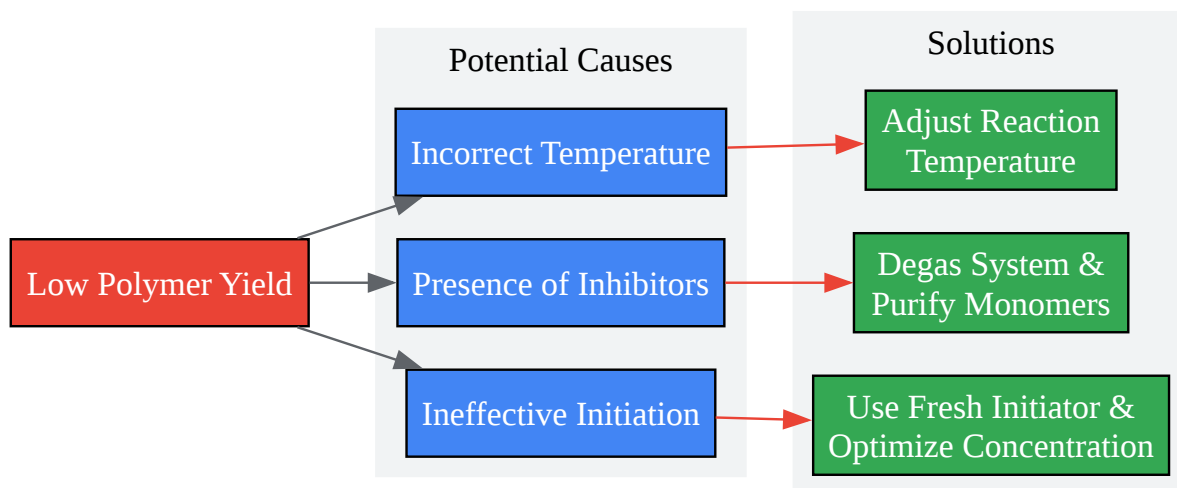 Potential Causes
Solutions
Low Polymer Yield
Incorrect Temperature
Adjust Reaction
Temperature
Presence of Inhibitors
Degas System &
Purify Monomers
Ineffective Initiation
Use Fresh Initiator &
Optimize Concentration